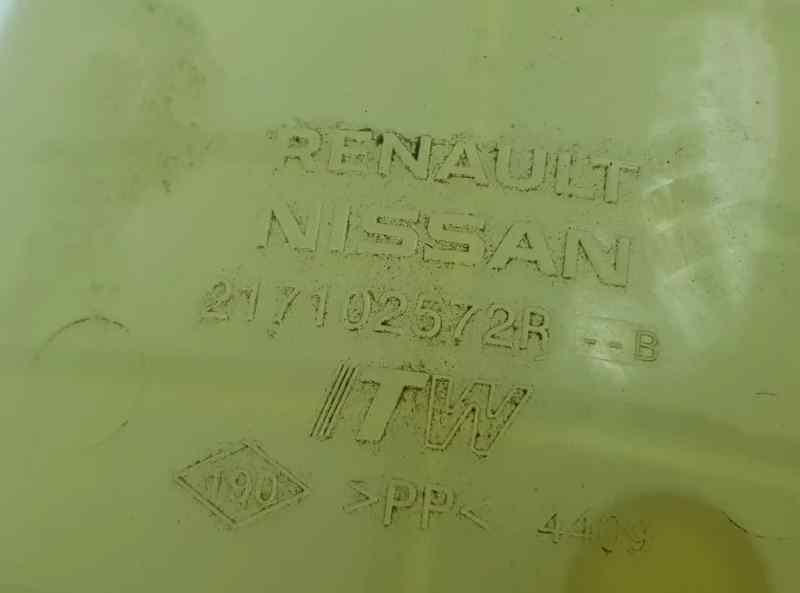 RENAULT
NISSAN
217102572R --B
ITW
190 >PP< 4409